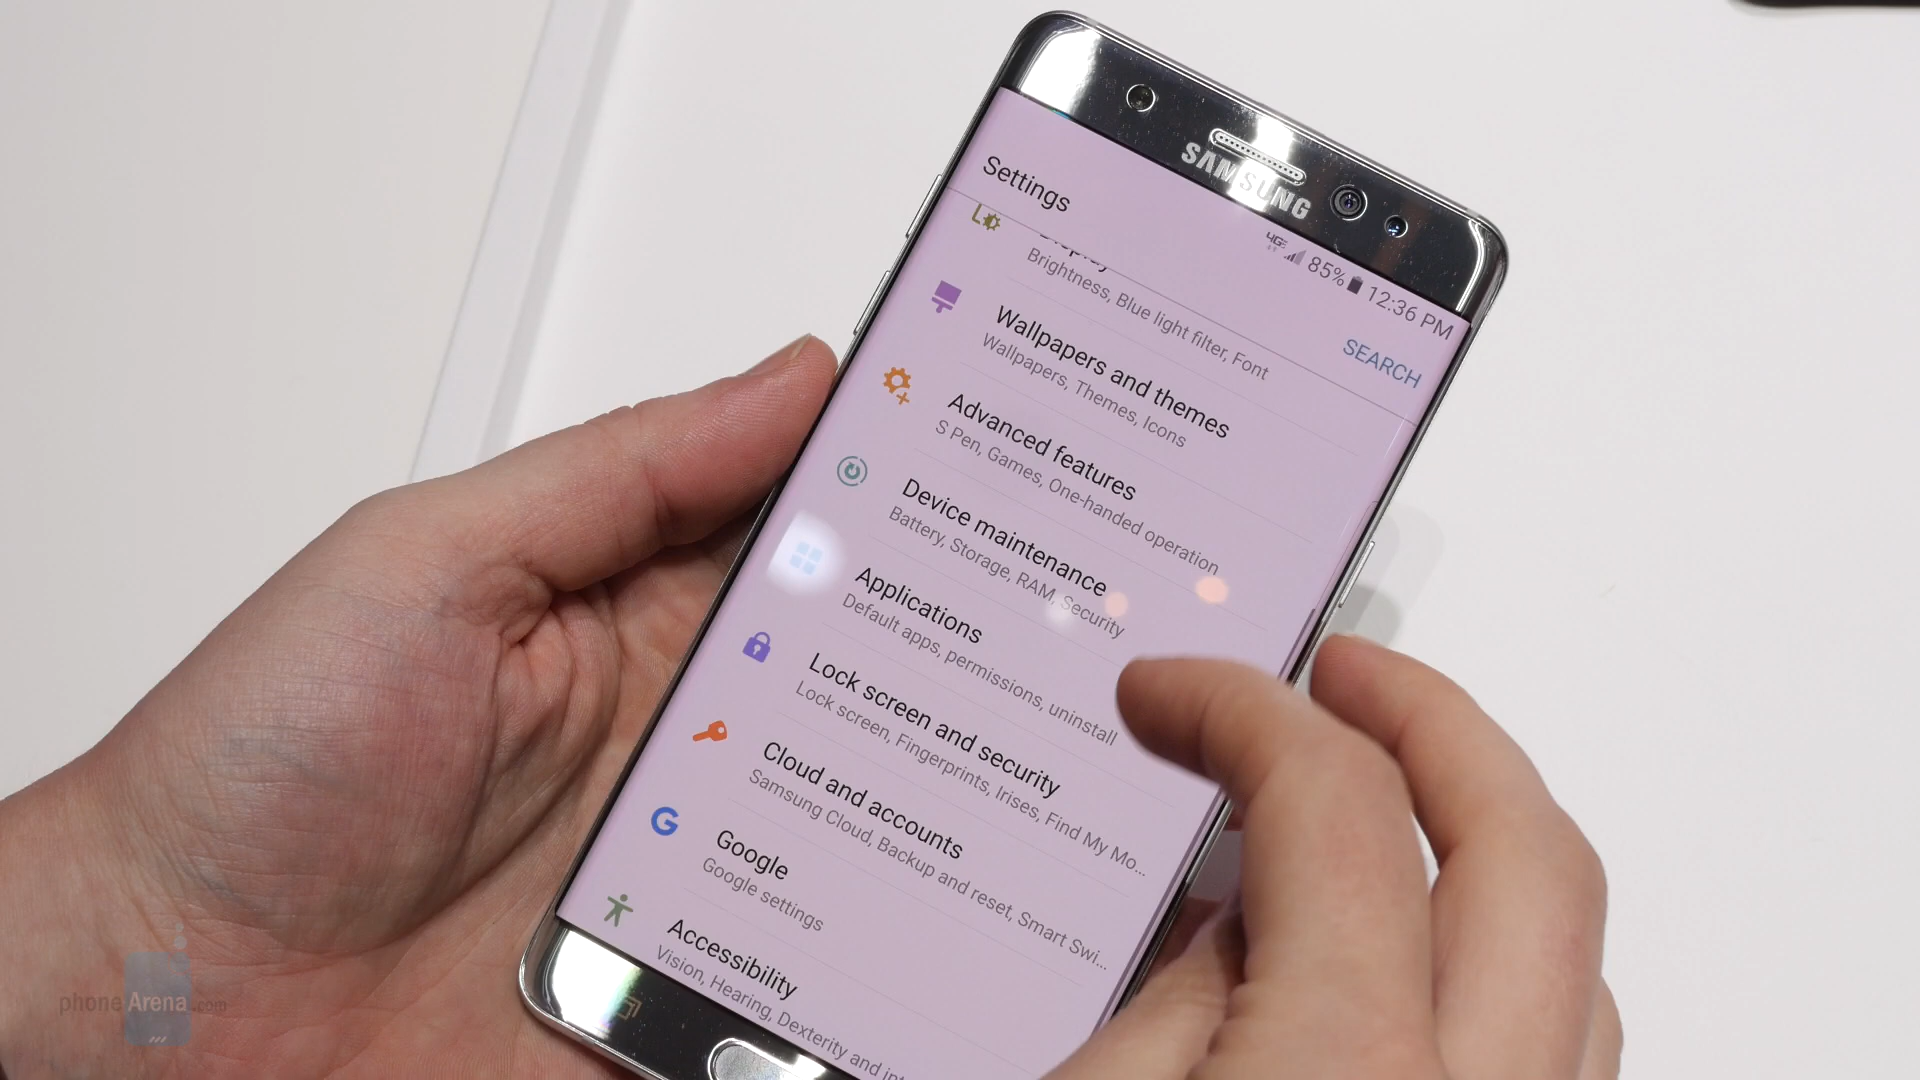 SAMSUNG
4G 85% 12:36 PM
Settings
SEARCH
Display
Brightness, Blue light filter, Font
Wallpapers and themes
Wallpapers, Themes, Icons
Advanced features
S Pen, Games, One-handed operation
Device maintenance
Battery, Storage, RAM, Security
Applications
Default apps, permissions, uninstall
Lock screen and security
Lock screen, Fingerprints, Irises, Find My Mo...
Cloud and accounts
Samsung Cloud, Backup and reset, Smart Swi...
Google
Google settings
Accessibility
Vision, Hearing, Dexterity and int
phoneArena.com